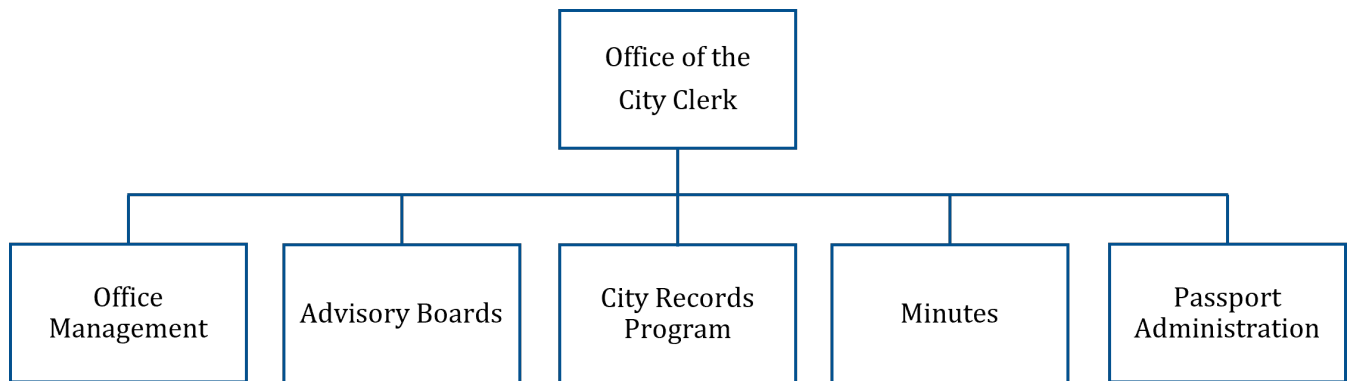 Office of the
City Clerk
Office
Management
Advisory Boards
City Records
Program
Minutes
Passport
Administration